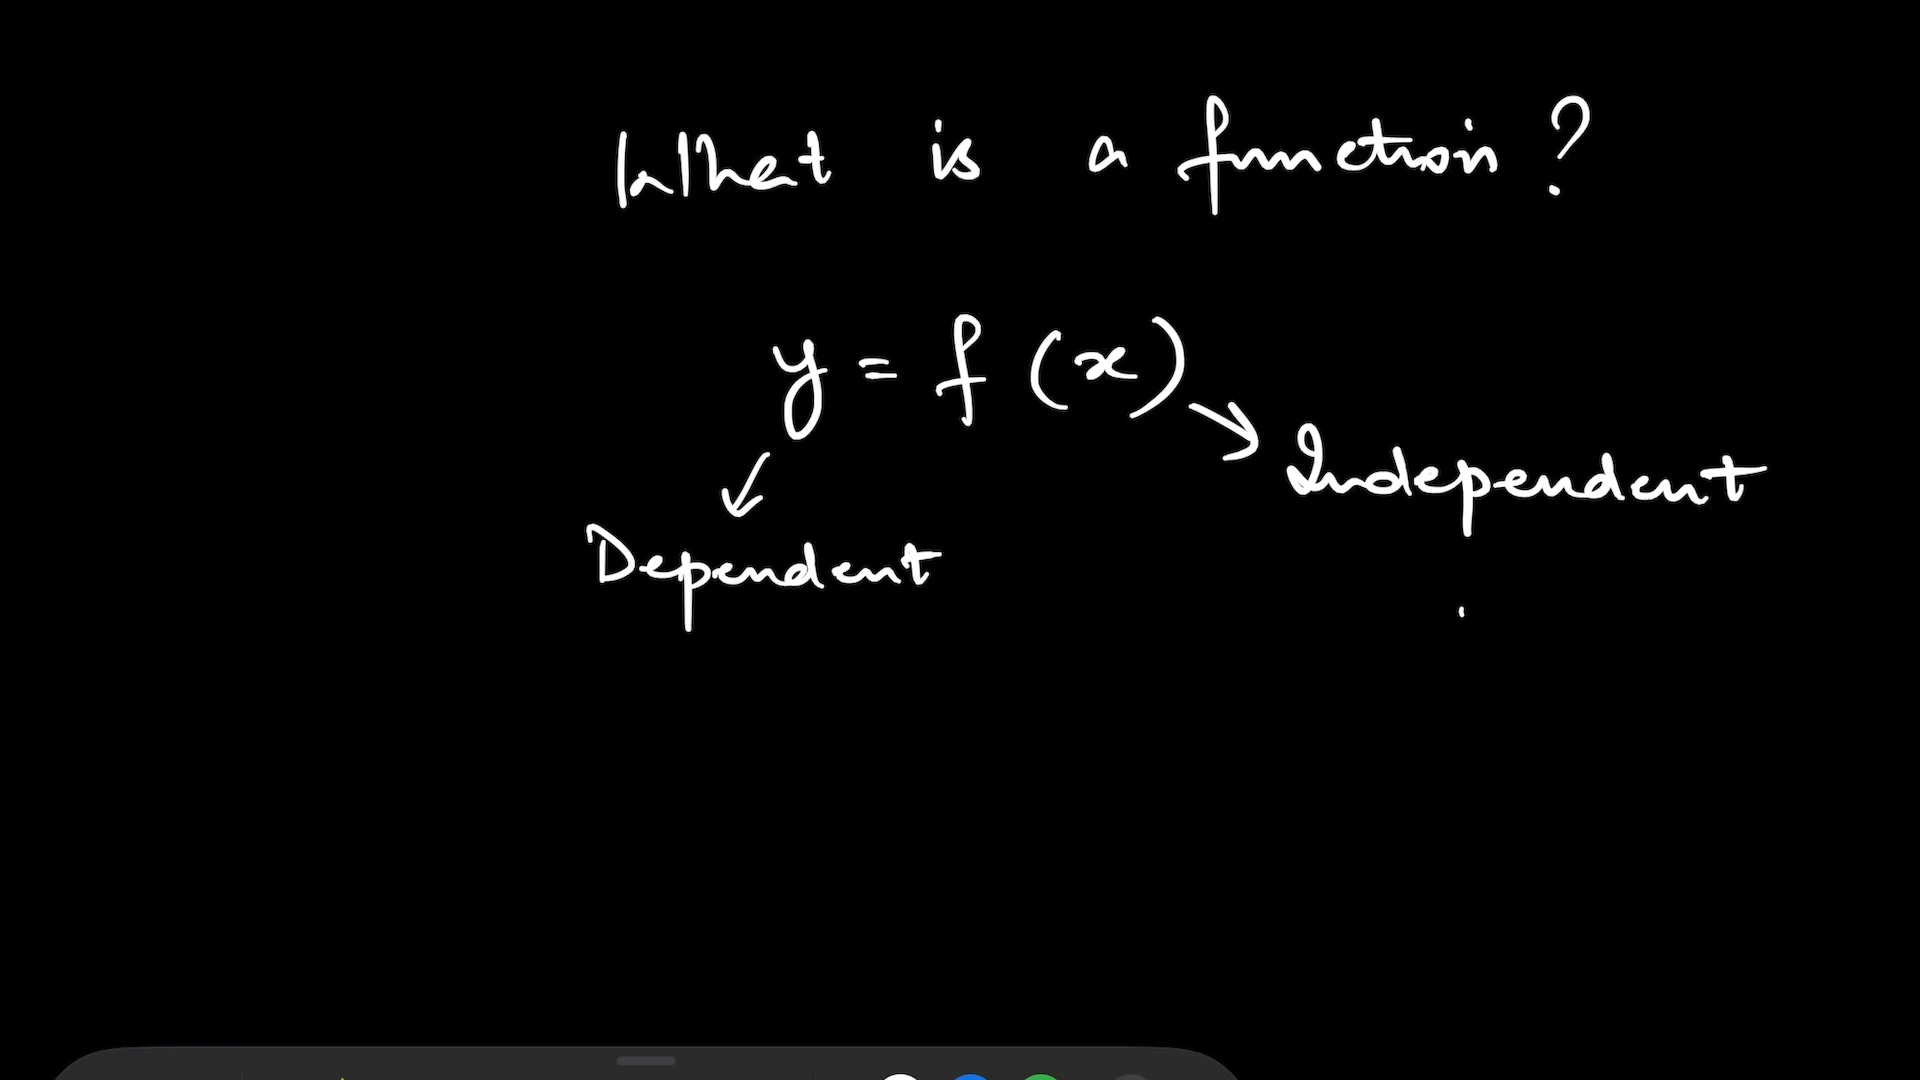 What is a function?
y = f (x)
Independent
Dependent